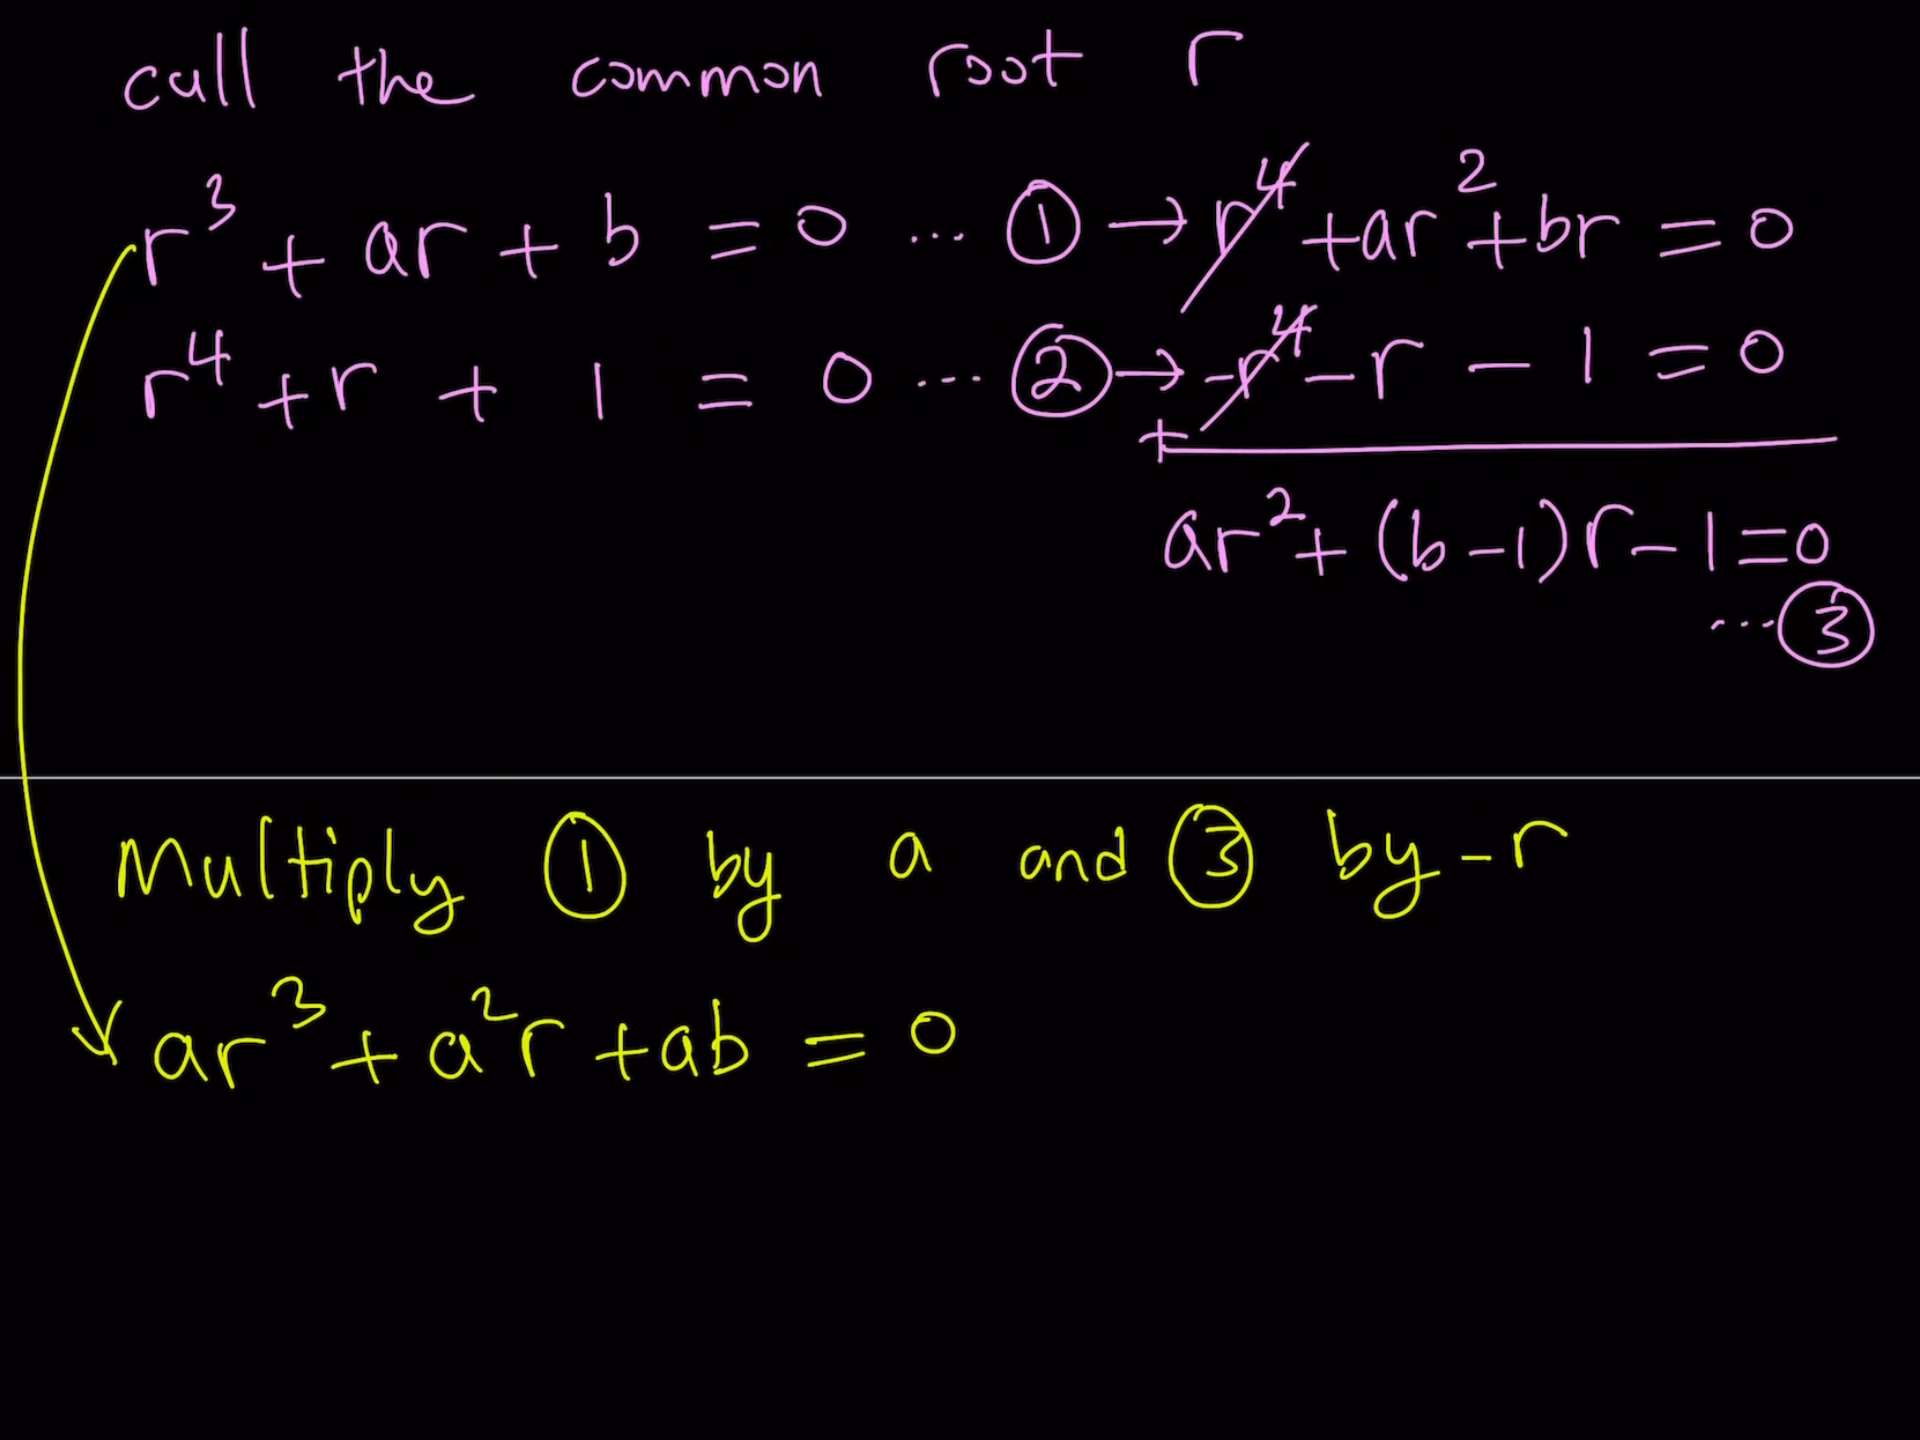 call the common root r
r³ + ar + b = 0 ... ① → r⁴ + ar² + br = 0
r⁴ + r + 1 = 0 ... ② → -r⁴ - r - 1 = 0
+
ar² + (b-1)r - 1 = 0
... ③
Multiply ① by a and ③ by -r
ar³ + a²r + ab = 0